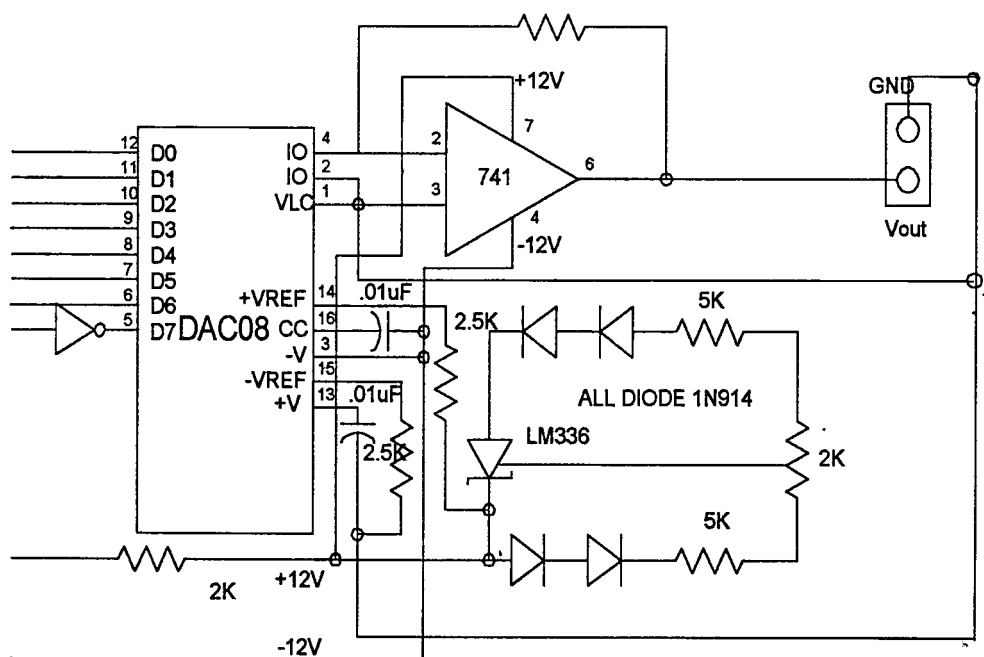 +12V
GND
12 D0 IO 4 2 7
11 D1 IO 2 741 6
10 D2 VLC 1 3
9 D3 4
8 D4 -12V Vout
7 D5
6 D6 +VREF 14 .01uF 5K
5 D7 DAC08 CC 16 2.5K
-V 3
-VREF 15
+V 13 .01uF ALL DIODE 1N914
2.5K LM336 2K
5K
2K +12V
-12V